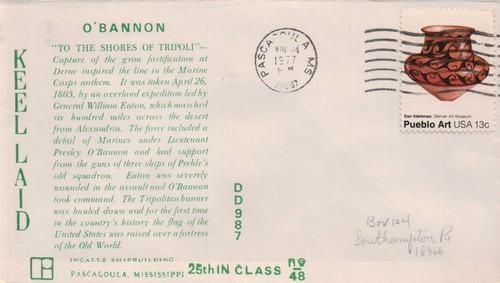 O'BANNON
KEEL LAID
"TO THE SHORES OF TRIPOLI"—
Capture of the grim fortification at
Derne inspired the line in the Marine
Corps anthem. It was taken April 26,
1805, by an overland expedition led by
General William Eaton, which marched
six hundred miles across the desert
from Alexandria. The force included a
detail of Marines under Lieutenant
Presley O'Bannon and had support
from the guns of three ships of Preble's
old squadron. Eaton was severely
wounded in the assault and O'Bannon
took command. The Tripolitan banner
was hauled down and for the first time
in the country's history the flag of the
United States was raised over a fortress
of the Old World.
DD987
INGALLS SHIPBUILDING
PASCAGOULA, MISSISSIPPI
25th IN CLASS
48
PASCAGOULA, MS
24
1977
PM
San Ildefonso: Denver Art Museum
Pueblo Art USA 13c
Box 124
Southampton Pa
18966